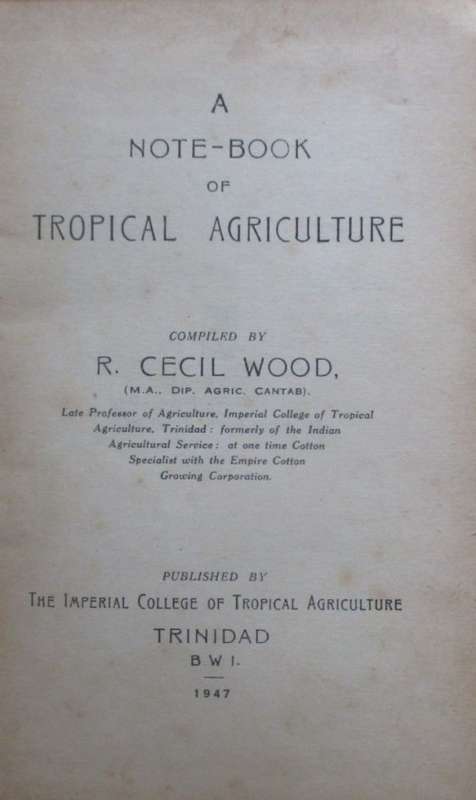 A
NOTE-BOOK
OF
TROPICAL AGRICULTURE
COMPILED BY
R. CECIL WOOD,
(M.A., DIP. AGRIC. CANTAB).
Late Professor of Agriculture, Imperial College of Tropical
Agriculture, Trinidad : formerly of the Indian
Agricultural Service : at one time Cotton
Specialist with the Empire Cotton
Growing Corporation.
PUBLISHED BY
THE IMPERIAL COLLEGE OF TROPICAL AGRICULTURE
TRINIDAD
B W I.
1947